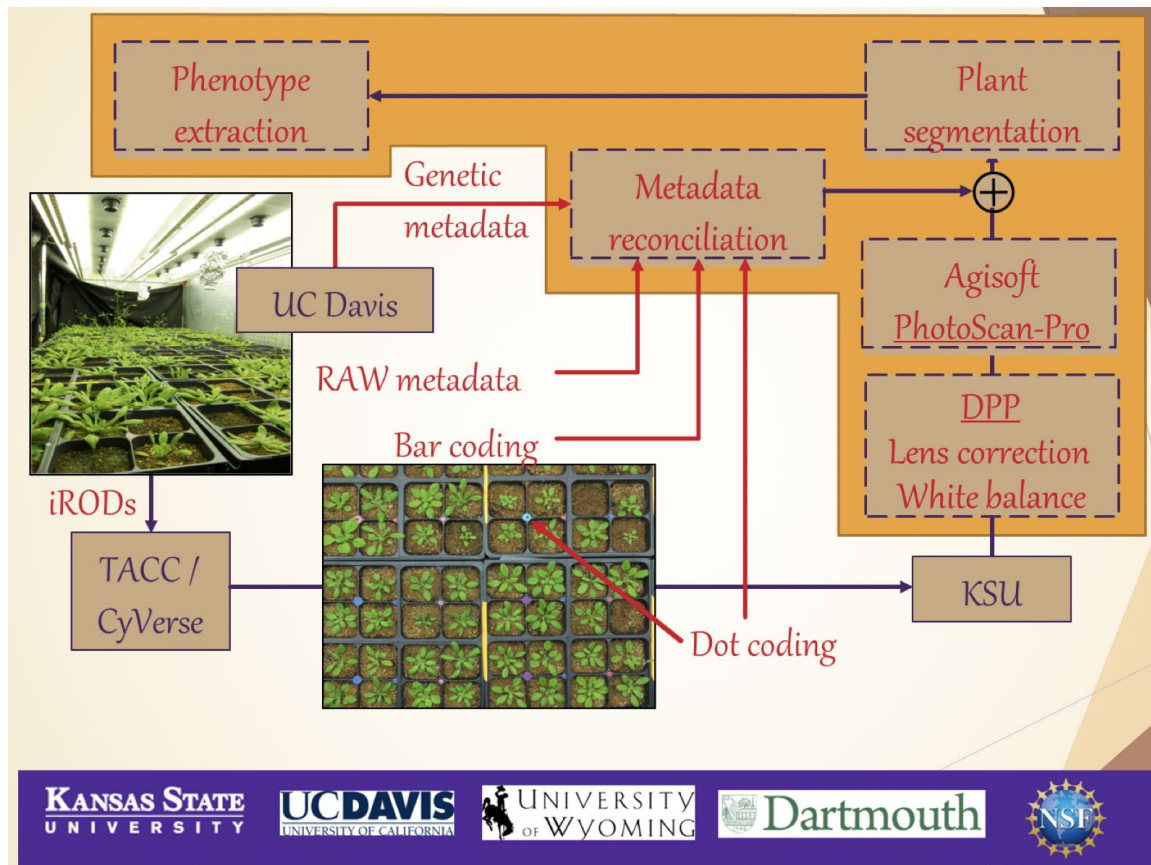 Phenotype
extraction
Plant
segmentation
Genetic
metadata
Metadata
reconciliation
UC Davis
Agisoft
PhotoScan-Pro
RAW metadata
DPP
Lens correction
White balance
Bar coding
iRODs
TACC /
CyVerse
KSU
Dot coding
KANSAS STATE
UNIVERSITY
UCDAVIS
UNIVERSITY OF CALIFORNIA
UNIVERSITY
OF WYOMING
Dartmouth
NSF